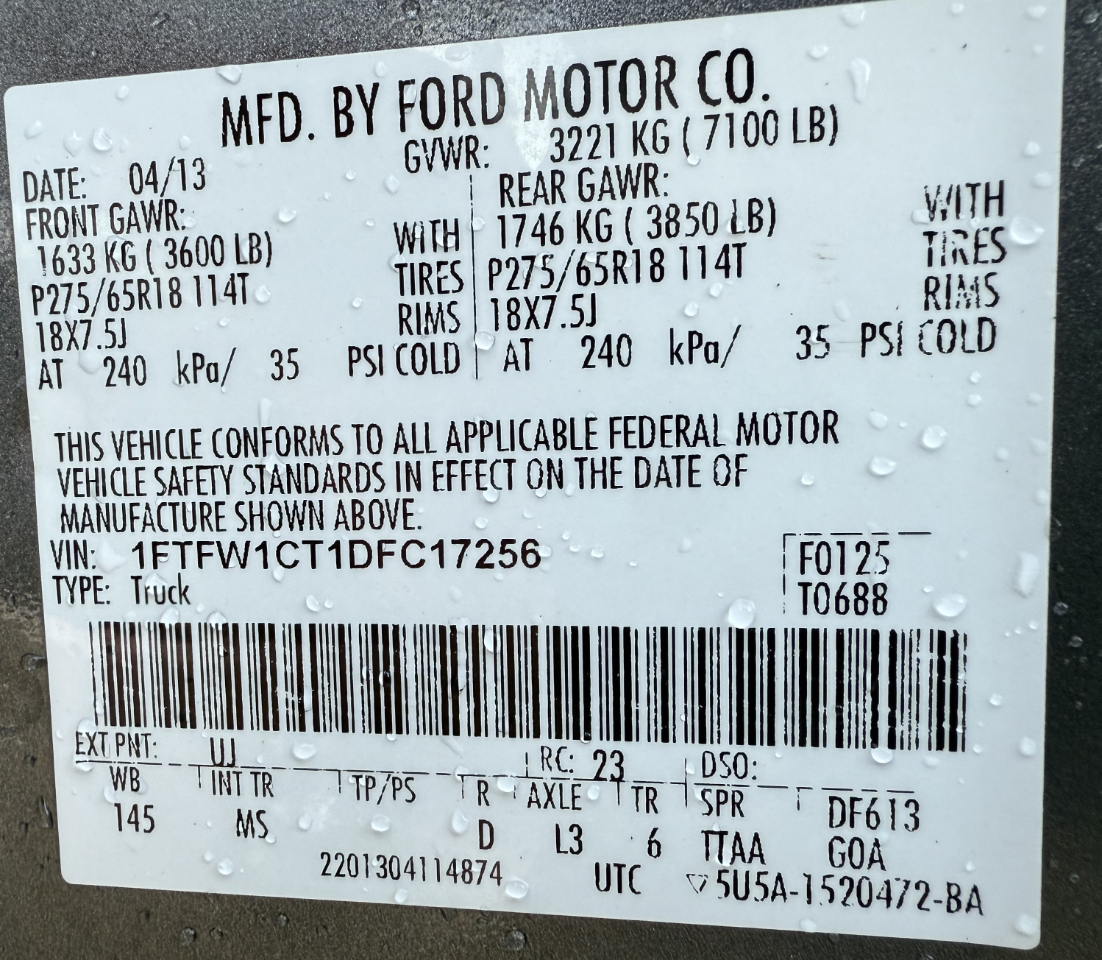 MFD. BY FORD MOTOR CO.
DATE: 04/13 GVWR: 3221 KG ( 7100 LB)
FRONT GAWR:
1633 KG ( 3600 LB) WITH
P275/65R18 114T TIRES
18X7.5J RIMS
AT 240 kPa/ 35 PSI COLD
REAR GAWR: WITH
1746 KG ( 3850 LB) TIRES
P275/65R18 114T RIMS
18X7.5J
AT 240 kPa/ 35 PSI COLD
THIS VEHICLE CONFORMS TO ALL APPLICABLE FEDERAL MOTOR
VEHICLE SAFETY STANDARDS IN EFFECT ON THE DATE OF
MANUFACTURE SHOWN ABOVE.
VIN: 1FTFW1CT1DFC17256 F0125
TYPE: Truck T0688
EXT PNT: UJ RC: 23 DSO:
WB INT TR TP/PS R AXLE TR SPR DF613
145 MS D L3 6 TTAA GOA
2201304114874 UTC ▽5U5A-1520472-BA